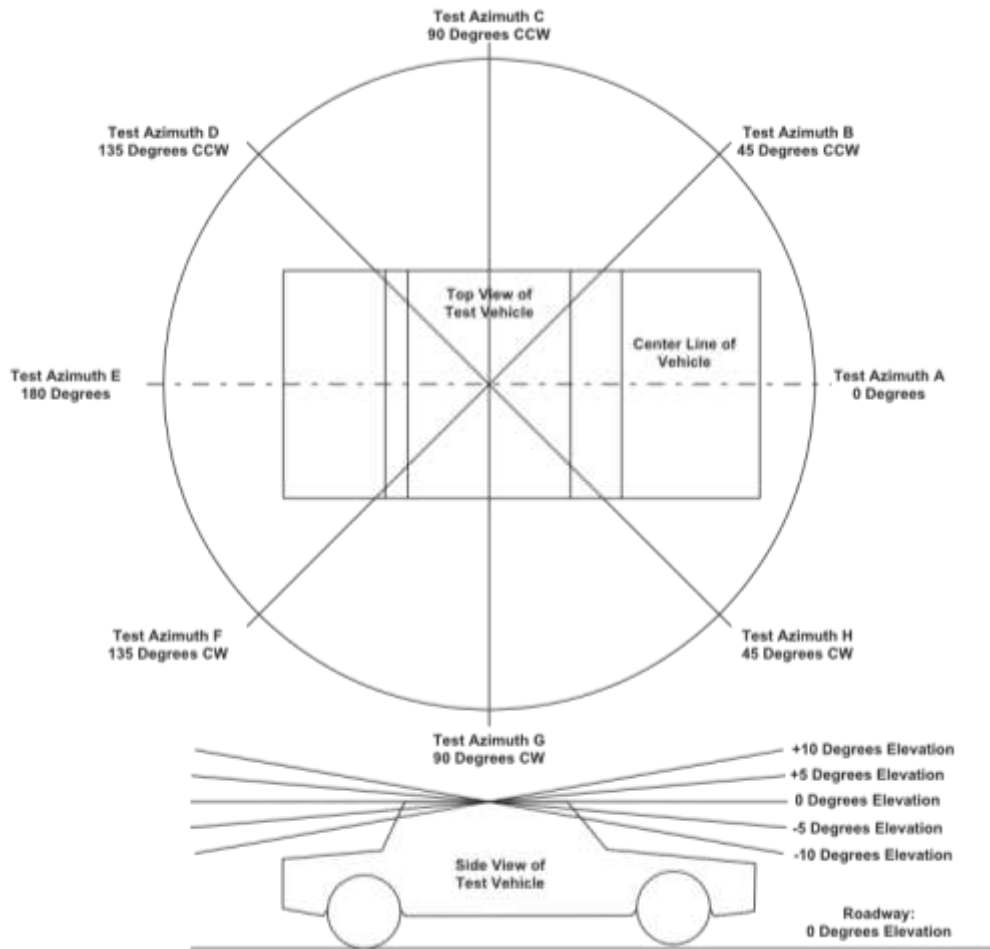 Test Azimuth C
90 Degrees CCW
Test Azimuth D
135 Degrees CCW
Test Azimuth B
45 Degrees CCW
Top View of
Test Vehicle
Center Line of
Vehicle
Test Azimuth E
180 Degrees
Test Azimuth A
0 Degrees
Test Azimuth F
135 Degrees CW
Test Azimuth H
45 Degrees CW
Test Azimuth G
90 Degrees CW
+10 Degrees Elevation
+5 Degrees Elevation
0 Degrees Elevation
-5 Degrees Elevation
-10 Degrees Elevation
Side View of
Test Vehicle
Roadway:
0 Degrees Elevation